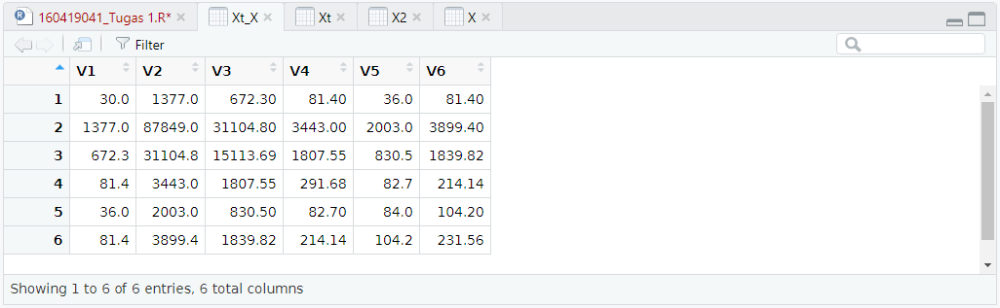 160419041_Tugas 1.R* Xt_X Xt X2 X
Filter
V1 V2 V3 V4 V5 V6
1 30.0 1377.0 672.30 81.40 36.0 81.40
2 1377.0 87849.0 31104.80 3443.00 2003.0 3899.40
3 672.3 31104.8 15113.69 1807.55 830.5 1839.82
4 81.4 3443.0 1807.55 291.68 82.7 214.14
5 36.0 2003.0 830.50 82.70 84.0 104.20
6 81.4 3899.4 1839.82 214.14 104.2 231.56
Showing 1 to 6 of 6 entries, 6 total columns